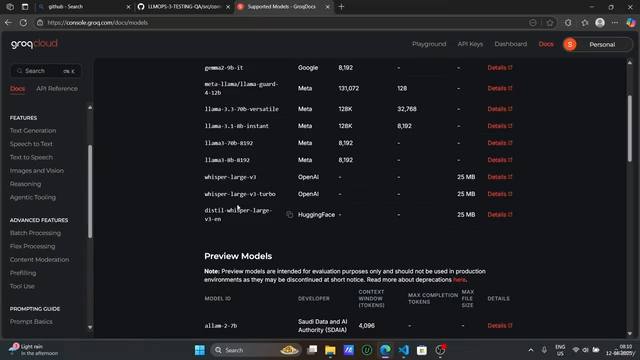 github - Search
LLMOPS-3-TESTING-QA/src/con
Supported Models - GroqDocs
https://console.groq.com/docs/models
groqcloud
Playground
API Keys
Dashboard
Docs
S
Personal
Search
Docs
API Reference
FEATURES
Text Generation
Speech to Text
Text to Speech
Images and Vision
Reasoning
Agentic Tooling
ADVANCED FEATURES
Batch Processing
Flex Processing
Content Moderation
Prefilling
Tool Use
PROMPTING GUIDE
Prompt Basics
gemma2-9b-it Google 8,192 - - Details
meta-llama/llama-guard-4-12b Meta 131,072 128 - Details
llama-3.3-70b-versatile Meta 128K 32,768 - Details
llama-3.1-8b-instant Meta 128K 8,192 - Details
llama3-70b-8192 Meta 8,192 - - Details
llama3-8b-8192 Meta 8,192 - - Details
whisper-large-v3 OpenAI - - 25 MB Details
whisper-large-v3-turbo OpenAI - - 25 MB Details
distil-whisper-large-v3-en HuggingFace - - 25 MB Details
Preview Models
Note: Preview models are intended for evaluation purposes only and should not be used in production
environments as they may be discontinued at short notice. Read more about deprecations here.
MODEL ID DEVELOPER CONTEXT WINDOW (TOKENS) MAX COMPLETION TOKENS MAX FILE SIZE DETAILS
allam-2-7b Saudi Data and AI Authority (SDAIA) 4,096 - - Details
Light rain
In the afternoon
Search
ENG
US
08:10
12-06-2025